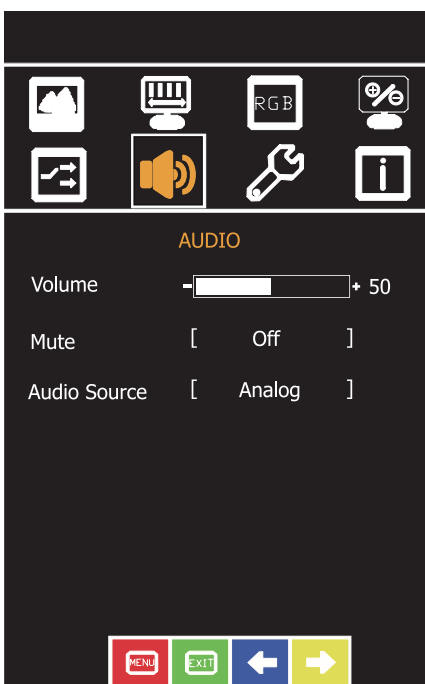 RGB
AUDIO
Volume - + 50
Mute [ Off ]
Audio Source [ Analog ]
MENU EXIT